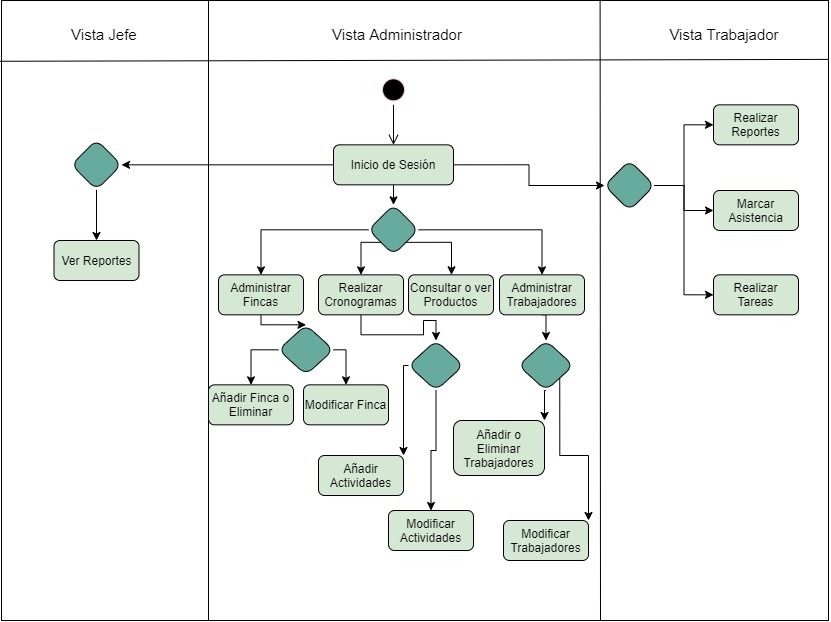 Vista Jefe
Vista Administrador
Vista Trabajador
Realizar
Reportes
Inicio de Sesión
Marcar
Asistencia
Ver Reportes
Administrar
Fincas
Realizar
Cronogramas
Consultar o ver
Productos
Administrar
Trabajadores
Realizar
Tareas
Añadir Finca o
Eliminar
Modificar Finca
Añadir o
Eliminar
Trabajadores
Añadir
Actividades
Modificar
Actividades
Modificar
Trabajadores